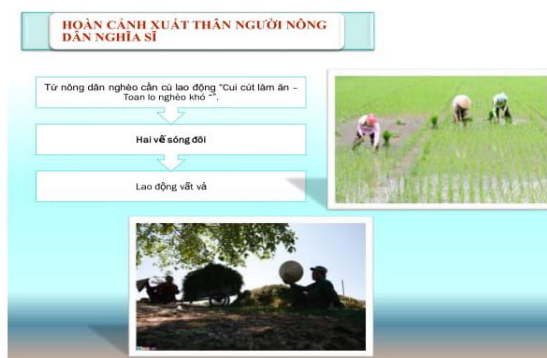 HOÀN CẢNH XUẤT THÂN NGƯỜI NÔNG
DÂN NGHĨA SĨ
Từ nông dân nghèo cần cù lao động "Cui cút làm ăn –
Toan lo nghèo khó "".
Hai vế sóng đôi
Lao động vất vả